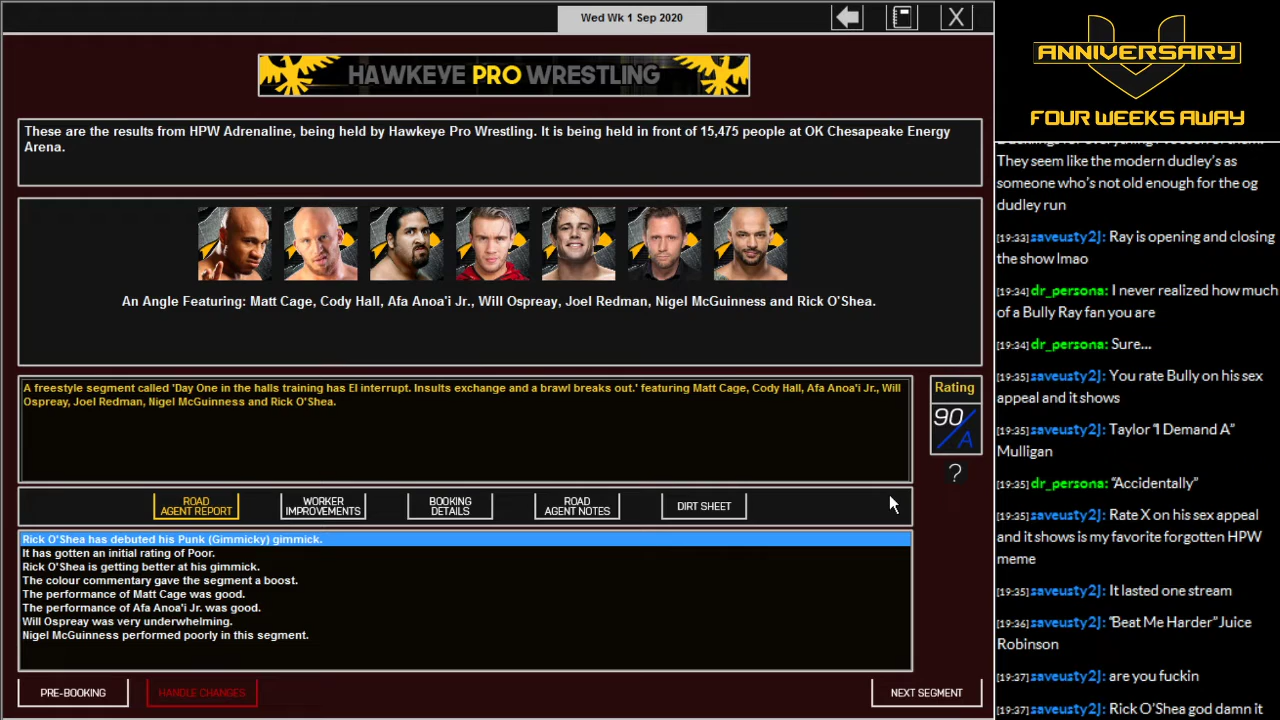 Wed Wk 1 Sep 2020
HAWKEYE PRO WRESTLING
These are the results from HPW Adrenaline, being held by Hawkeye Pro Wrestling. It is being held in front of 15,475 people at OK Chesapeake Energy
Arena.
An Angle Featuring: Matt Cage, Cody Hall, Afa Anoa'i Jr., Will Ospreay, Joel Redman, Nigel McGuinness and Rick O'Shea.
A freestyle segment called 'Day One in the halls training has EI interrupt. Insults exchange and a brawl breaks out.' featuring Matt Cage, Cody Hall, Afa Anoa'i Jr., Will
Ospreay, Joel Redman, Nigel McGuinness and Rick O'Shea.
Rating
90/A
?
ROAD
AGENT REPORT
WORKER
IMPROVEMENTS
BOOKING
DETAILS
ROAD
AGENT NOTES
DIRT SHEET
Rick O'Shea has debuted his Punk (Gimmicky) gimmick.
It has gotten an initial rating of Poor.
Rick O'Shea is getting better at his gimmick.
The colour commentary gave the segment a boost.
The performance of Matt Cage was good.
The performance of Afa Anoa'i Jr. was good.
Will Ospreay was very underwhelming.
Nigel McGuinness performed poorly in this segment.
PRE-BOOKING
HANDLE CHANGES
NEXT SEGMENT
X
ANNIVERSARY
FOUR WEEKS AWAY
They seem like the modern dudley's as
someone who's not old enough for the og
dudley run
[19:33] saveusty2J: Ray is opening and closing
the show lmao
[19:34] dr_persona: I never realized how much
of a Bully Ray fan you are
[19:34] dr_persona: Sure...
[19:35] saveusty2J: You rate Bully on his sex
appeal and it shows
[19:35] saveusty2J: Taylor "I Demand A"
Mulligan
[19:35] dr_persona: "Accidentally"
[19:35] saveusty2J: Rate X on his sex appeal
and it shows is my favorite forgotten HPW
meme
[19:35] saveusty2J: It lasted one stream
[19:36] saveusty2J: "Beat Me Harder" Juice
Robinson
[19:37] saveusty2J: are you fuckin
[19:37] saveusty2J: Rick O'Shea god damn it